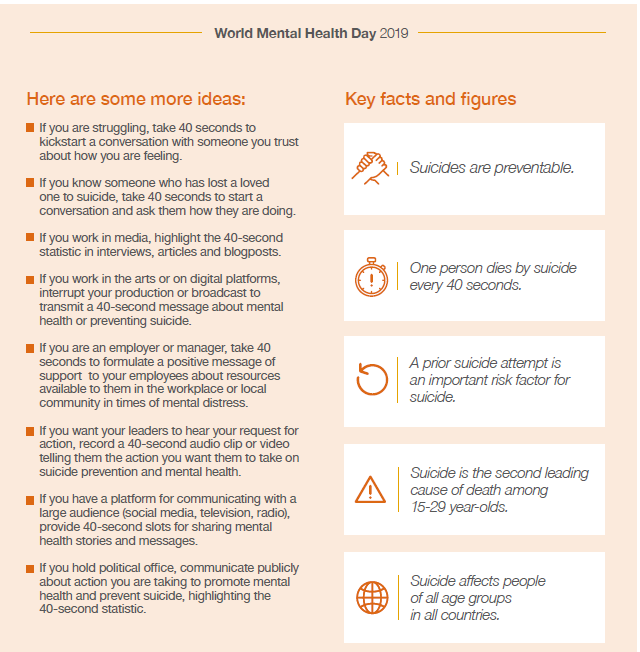 World Mental Health Day 2019
Here are some more ideas:
If you are struggling, take 40 seconds to
kickstart a conversation with someone you trust
about how you are feeling.
If you know someone who has lost a loved
one to suicide, take 40 seconds to start a
conversation and ask them how they are doing.
If you work in media, highlight the 40-second
statistic in interviews, articles and blogposts.
If you work in the arts or on digital platforms,
interrupt your production or broadcast to
transmit a 40-second message about mental
health or preventing suicide.
If you are an employer or manager, take 40
seconds to formulate a positive message of
support to your employees about resources
available to them in the workplace or local
community in times of mental distress.
If you want your leaders to hear your request for
action, record a 40-second audio clip or video
telling them the action you want them to take on
suicide prevention and mental health.
If you have a platform for communicating with a
large audience (social media, television, radio),
provide 40-second slots for sharing mental
health stories and messages.
If you hold political office, communicate publicly
about action you are taking to promote mental
health and prevent suicide, highlighting the
40-second statistic.
Key facts and figures
Suicides are preventable.
One person dies by suicide
every 40 seconds.
A prior suicide attempt is
an important risk factor for
suicide.
Suicide is the second leading
cause of death among
15-29 year-olds.
Suicide affects people
of all age groups
in all countries.